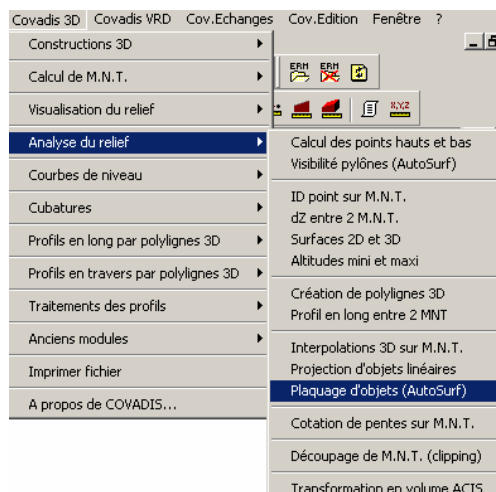 Covadis 3D Covadis VRD Cov.Echanges Cov.Edition Fenêtre ?
Constructions 3D
Calcul de M.N.T.
Visualisation du relief
Analyse du relief
Courbes de niveau
Cubatures
Profils en long par polylignes 3D
Profils en travers par polylignes 3D
Traitements des profils
Anciens modules
Imprimer fichier
A propos de COVADIS...
ERM ERM
X,Y,Z
Calcul des points hauts et bas
Visibilité pylônes (AutoSurf)
ID point sur M.N.T.
dZ entre 2 M.N.T.
Surfaces 2D et 3D
Altitudes mini et maxi
Création de polylignes 3D
Profil en long entre 2 MNT
Interpolations 3D sur M.N.T.
Projection d'objets linéaires
Plaquage d'objets (AutoSurf)
Cotation de pentes sur M.N.T.
Découpage de M.N.T. (clipping)
Transformation en volume ACIS